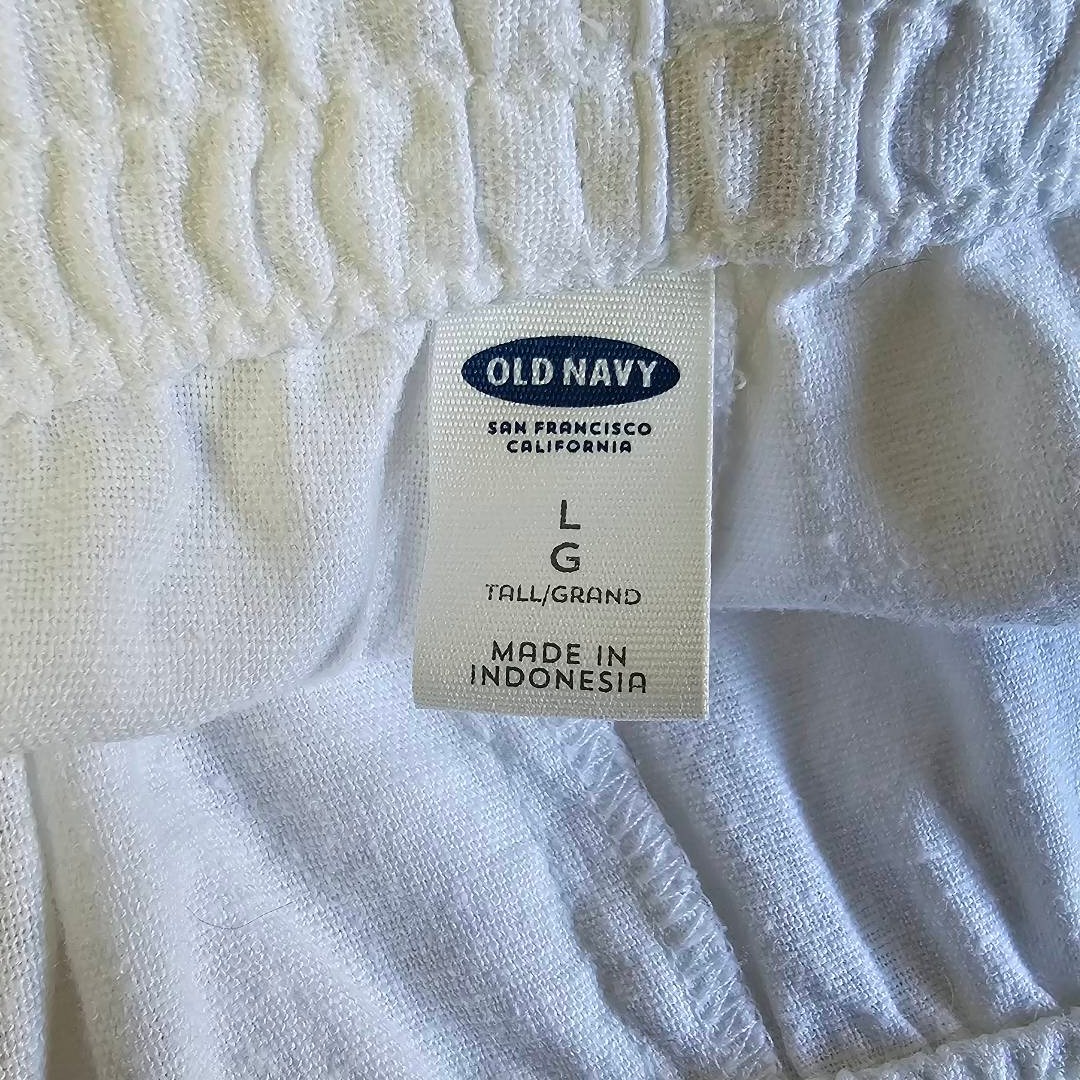 OLD NAVY
SAN FRANCISCO
CALIFORNIA
L
G
TALL/GRAND
MADE IN
INDONESIA